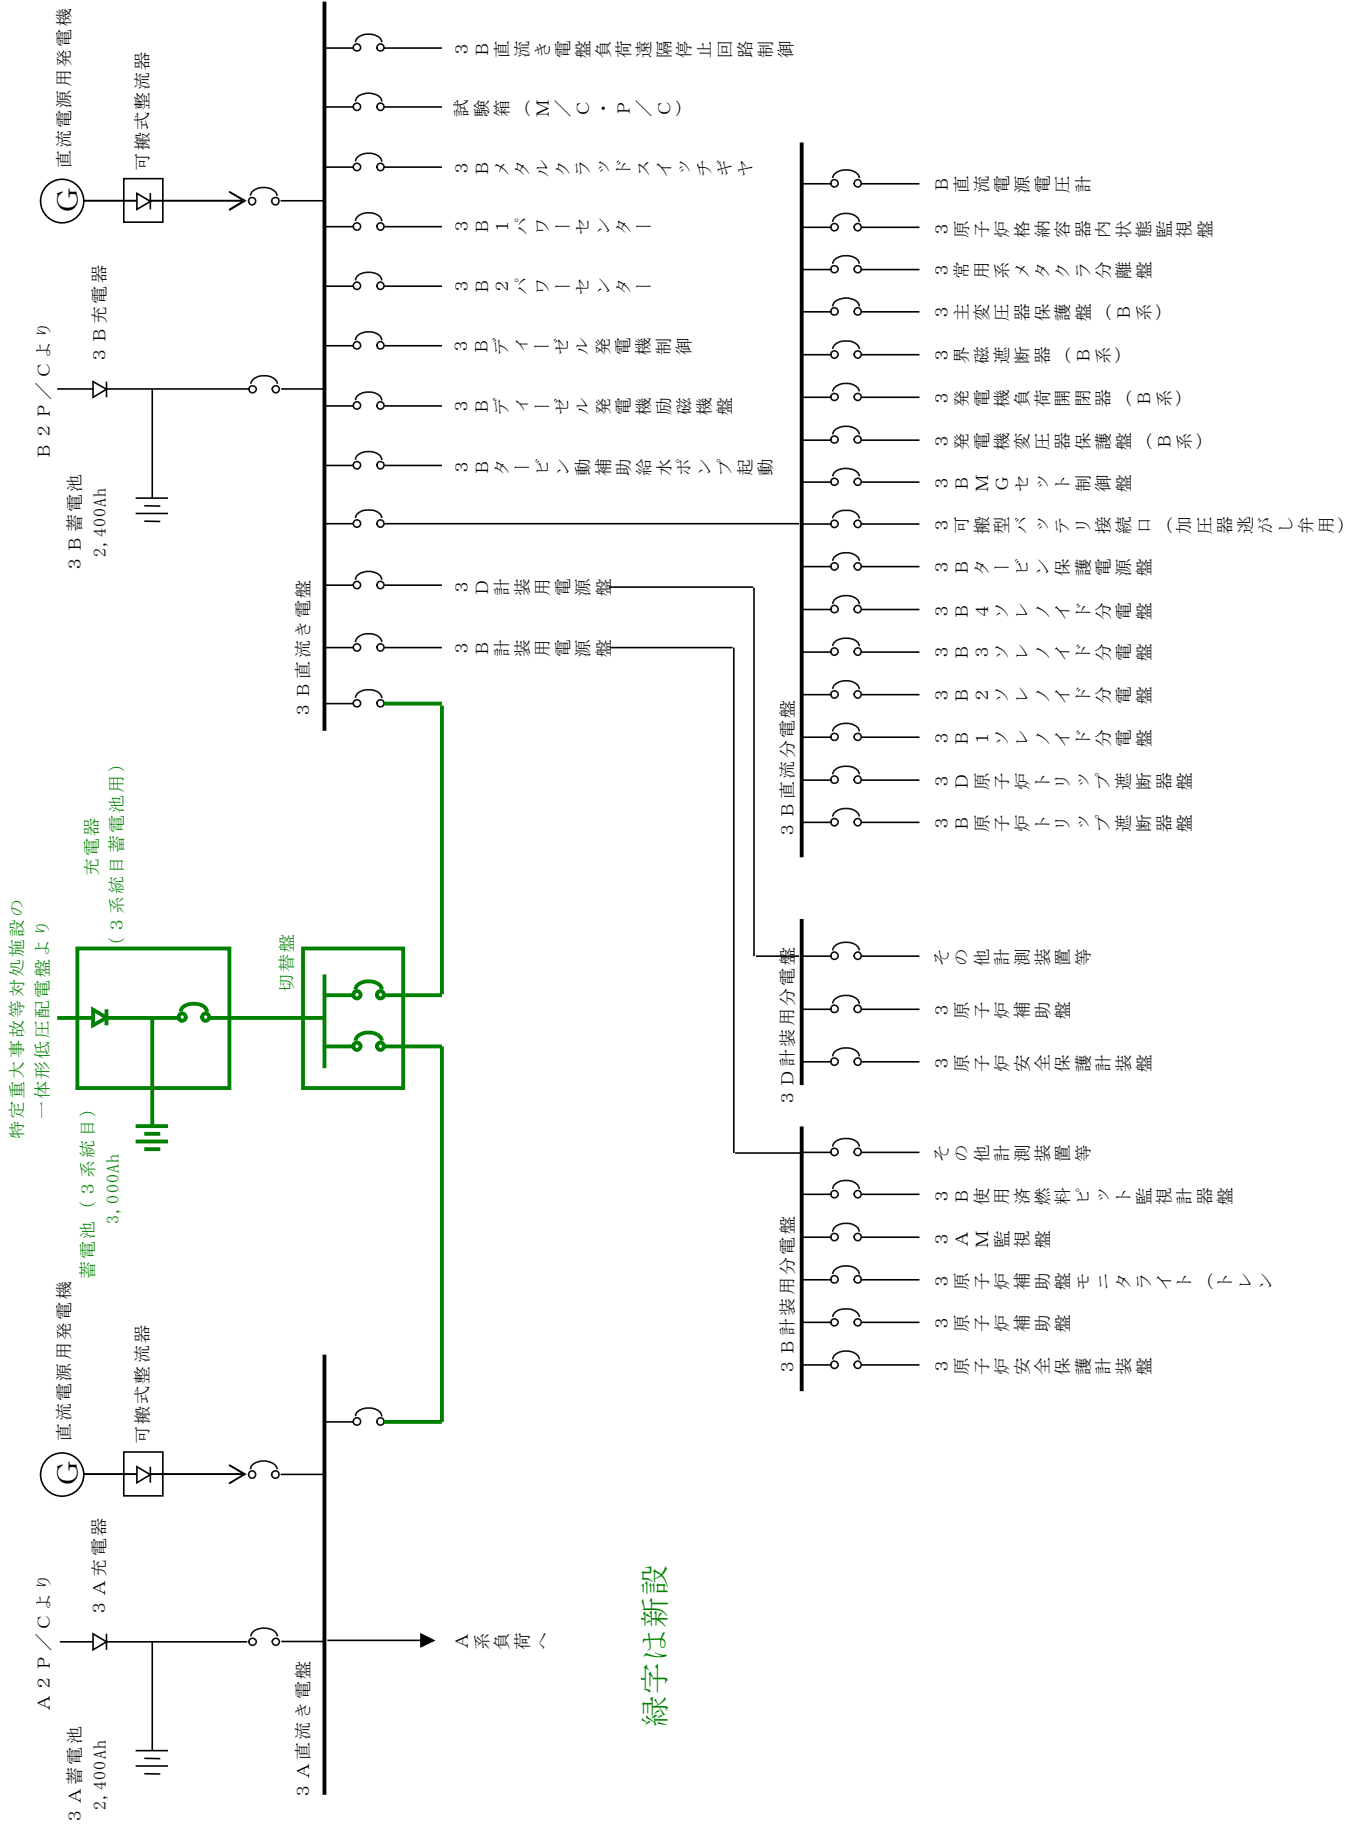 ３Ａ蓄電池
2,400Ah
Ａ２Ｐ／Ｃより
３Ａ充電器
直流電源用発電機
Ｇ
可搬式整流器
３Ａ直流き電盤
Ａ系負荷へ
蓄電池（３系統目）
3,000Ah
特定重大事故等対処施設の
一体形低圧配電盤より
充電器
（３系統目蓄電池用）
切替盤
３Ｂ蓄電池
2,400Ah
Ｂ２Ｐ／Ｃより
３Ｂ充電器
直流電源用発電機
Ｇ
可搬式整流器
３Ｂ直流き電盤
３Ｂ計装用電源盤
３Ｄ計装用電源盤
３Ｂタービン動補助給水ポンプ起動
３Ｂディーゼル発電機励磁機盤
３Ｂディーゼル発電機制御
３Ｂ２パワーセンター
３Ｂ１パワーセンター
３Ｂメタルクラッドスイッチギヤ
試験箱（Ｍ／Ｃ・Ｐ／Ｃ）
３Ｂ直流き電盤負荷遠隔停止回路制御
３Ｂ計装用分電盤
３原子炉安全保護計装盤
３原子炉補助盤
３原子炉補助盤モニタライト（トレン
３ＡＭ監視盤
３Ｂ使用済燃料ピット監視計器盤
その他計測装置等
３Ｄ計装用分電盤
３原子炉安全保護計装盤
３原子炉補助盤
その他計測装置等
３Ｂ直流分電盤
３Ｂ原子炉トリップ遮断器盤
３Ｄ原子炉トリップ遮断器盤
３Ｂ１ソレノイド分電盤
３Ｂ２ソレノイド分電盤
３Ｂ３ソレノイド分電盤
３Ｂ４ソレノイド分電盤
３Ｂタービン保護電源盤
３可搬型バッテリ接続口（加圧器逃がし弁用）
３ＢＭＧセット制御盤
３発電機変圧器保護盤（Ｂ系）
３発電機負荷開閉器（Ｂ系）
３界磁遮断器（Ｂ系）
３主変圧器保護盤（Ｂ系）
３常用系メタクラ分離盤
３原子炉格納容器内状態監視盤
Ｂ直流電源電圧計
緑字は新設